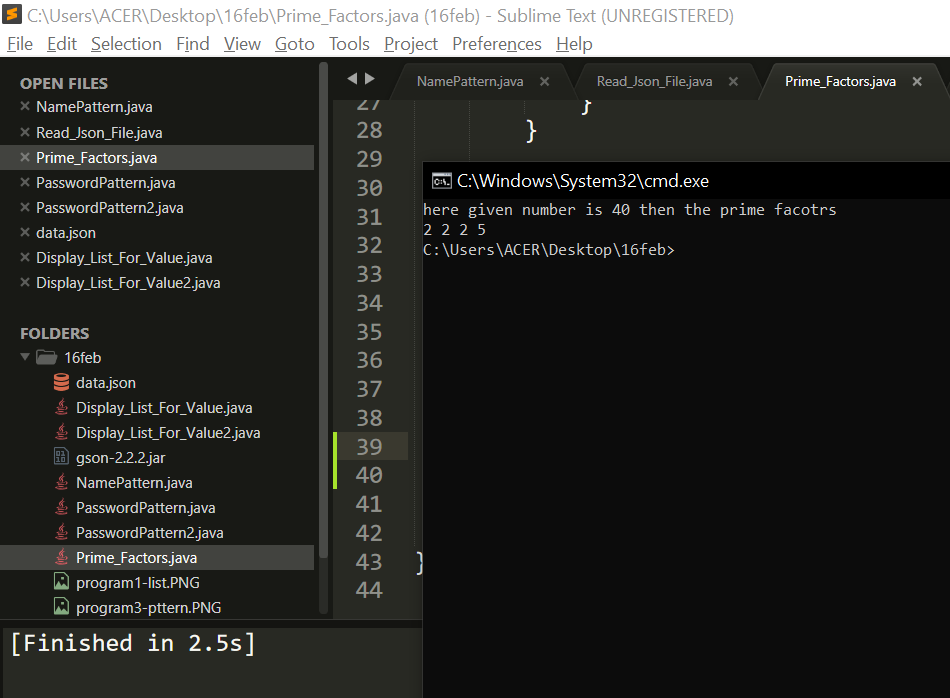 C:\Users\ACER\Desktop\16feb\Prime_Factors.java (16feb) - Sublime Text (UNREGISTERED)
File Edit Selection Find View Goto Tools Project Preferences Help
OPEN FILES
NamePattern.java
Read_Json_File.java
Prime_Factors.java
PasswordPattern.java
PasswordPattern2.java
data.json
Display_List_For_Value.java
Display_List_For_Value2.java
FOLDERS
16feb
data.json
Display_List_For_Value.java
Display_List_For_Value2.java
gson-2.2.2.jar
NamePattern.java
PasswordPattern.java
PasswordPattern2.java
Prime_Factors.java
program1-list.PNG
program3-pttern.PNG
NamePattern.java Read_Json_File.java Prime_Factors.java
27 }
28 }
29
30
31
32
33
34
35
36
37
38
39
40
41
42
43 }
44
C:\Windows\System32\cmd.exe
here given number is 40 then the prime facotrs
2 2 2 5
C:\Users\ACER\Desktop\16feb>
[Finished in 2.5s]